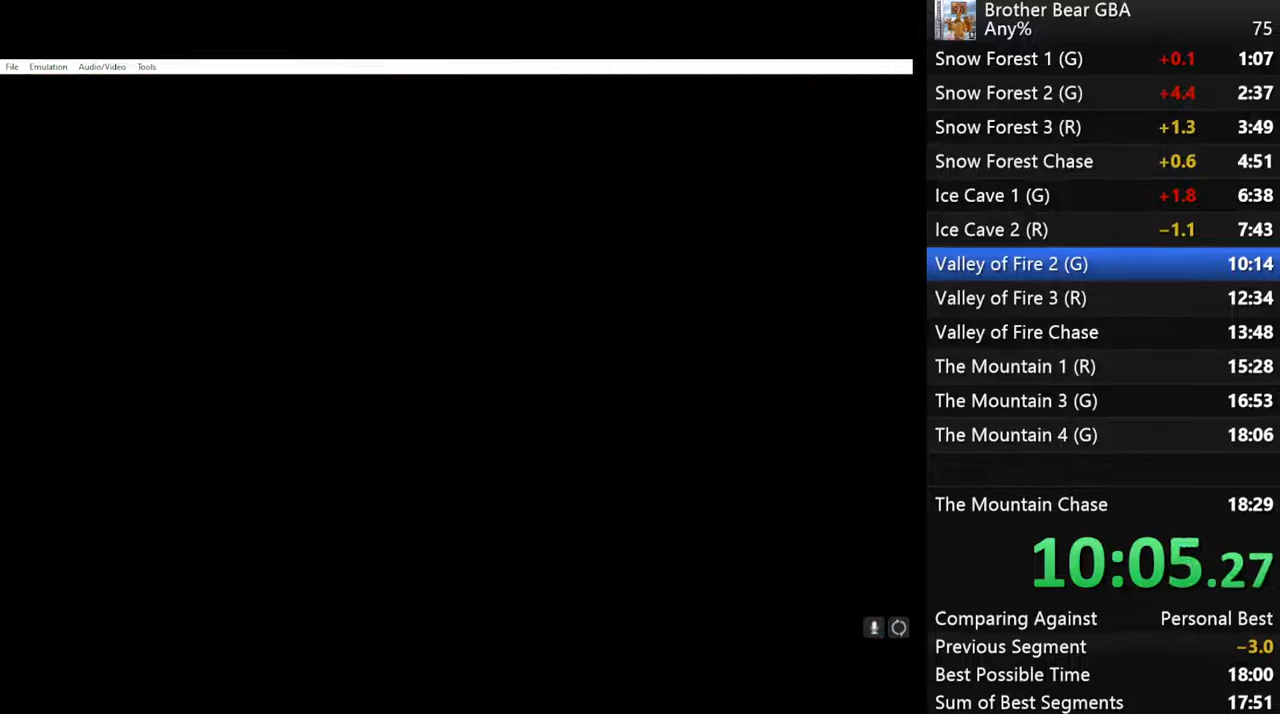 Brother Bear GBA
Any% 75
File Emulation Audio/Video Tools
Snow Forest 1 (G) +0.1 1:07
Snow Forest 2 (G) +4.4 2:37
Snow Forest 3 (R) +1.3 3:49
Snow Forest Chase +0.6 4:51
Ice Cave 1 (G) +1.8 6:38
Ice Cave 2 (R) −1.1 7:43
Valley of Fire 2 (G) 10:14
Valley of Fire 3 (R) 12:34
Valley of Fire Chase 13:48
The Mountain 1 (R) 15:28
The Mountain 3 (G) 16:53
The Mountain 4 (G) 18:06
The Mountain Chase 18:29
10:05.27
Comparing Against Personal Best
Previous Segment −3.0
Best Possible Time 18:00
Sum of Best Segments 17:51